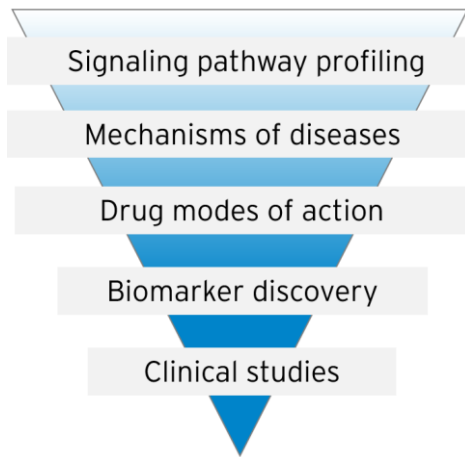 Signaling pathway profiling
Mechanisms of diseases
Drug modes of action
Biomarker discovery
Clinical studies